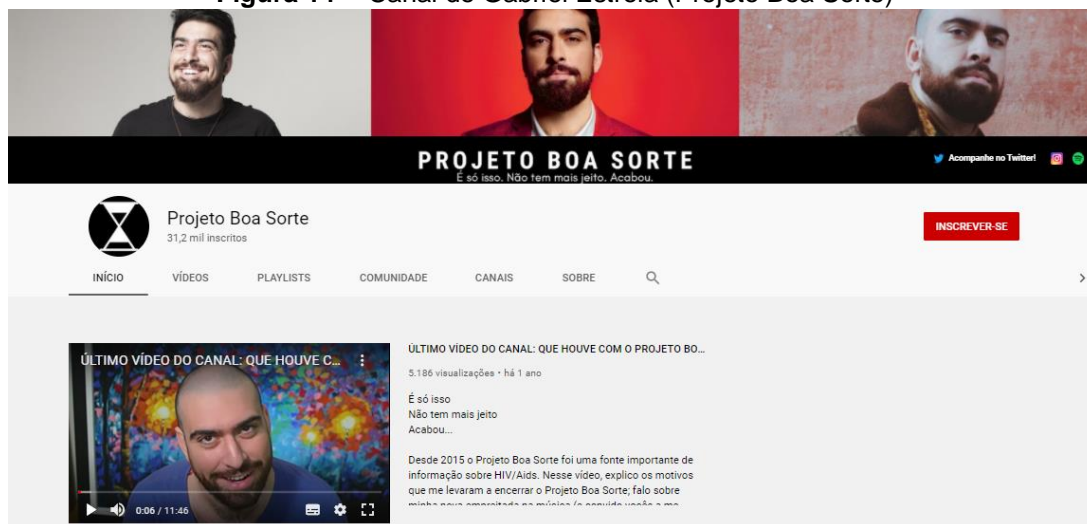 Canal de Gabriel Estrela (Projeto Boa Sorte)
PROJETO BOA SORTE
É só isso. Não tem mais jeito. Acabou.
Acompanhe no Twitter!
Projeto Boa Sorte
31,2 mil inscritos
INSCREVER-SE
INÍCIO VÍDEOS PLAYLISTS COMUNIDADE CANAIS SOBRE
ÚLTIMO VÍDEO DO CANAL: QUE HOUVE C...
0:06 / 11:46
ÚLTIMO VÍDEO DO CANAL: QUE HOUVE COM O PROJETO BO...
5.186 visualizações • há 1 ano
É só isso
Não tem mais jeito
Acabou...
Desde 2015 o Projeto Boa Sorte foi uma fonte importante de
informação sobre HIV/Aids. Nesse vídeo, explico os motivos
que me levaram a encerrar o Projeto Boa Sorte; falo sobre